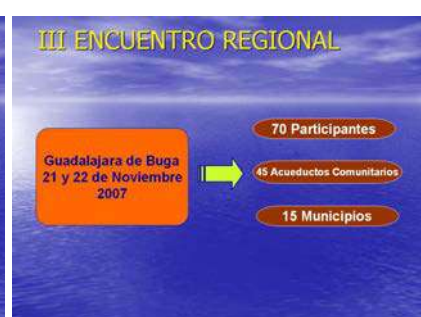 III ENCUENTRO REGIONAL
Guadalajara de Buga
21 y 22 de Noviembre
2007
70 Participantes
45 Acueductos Comunitarios
15 Municipios